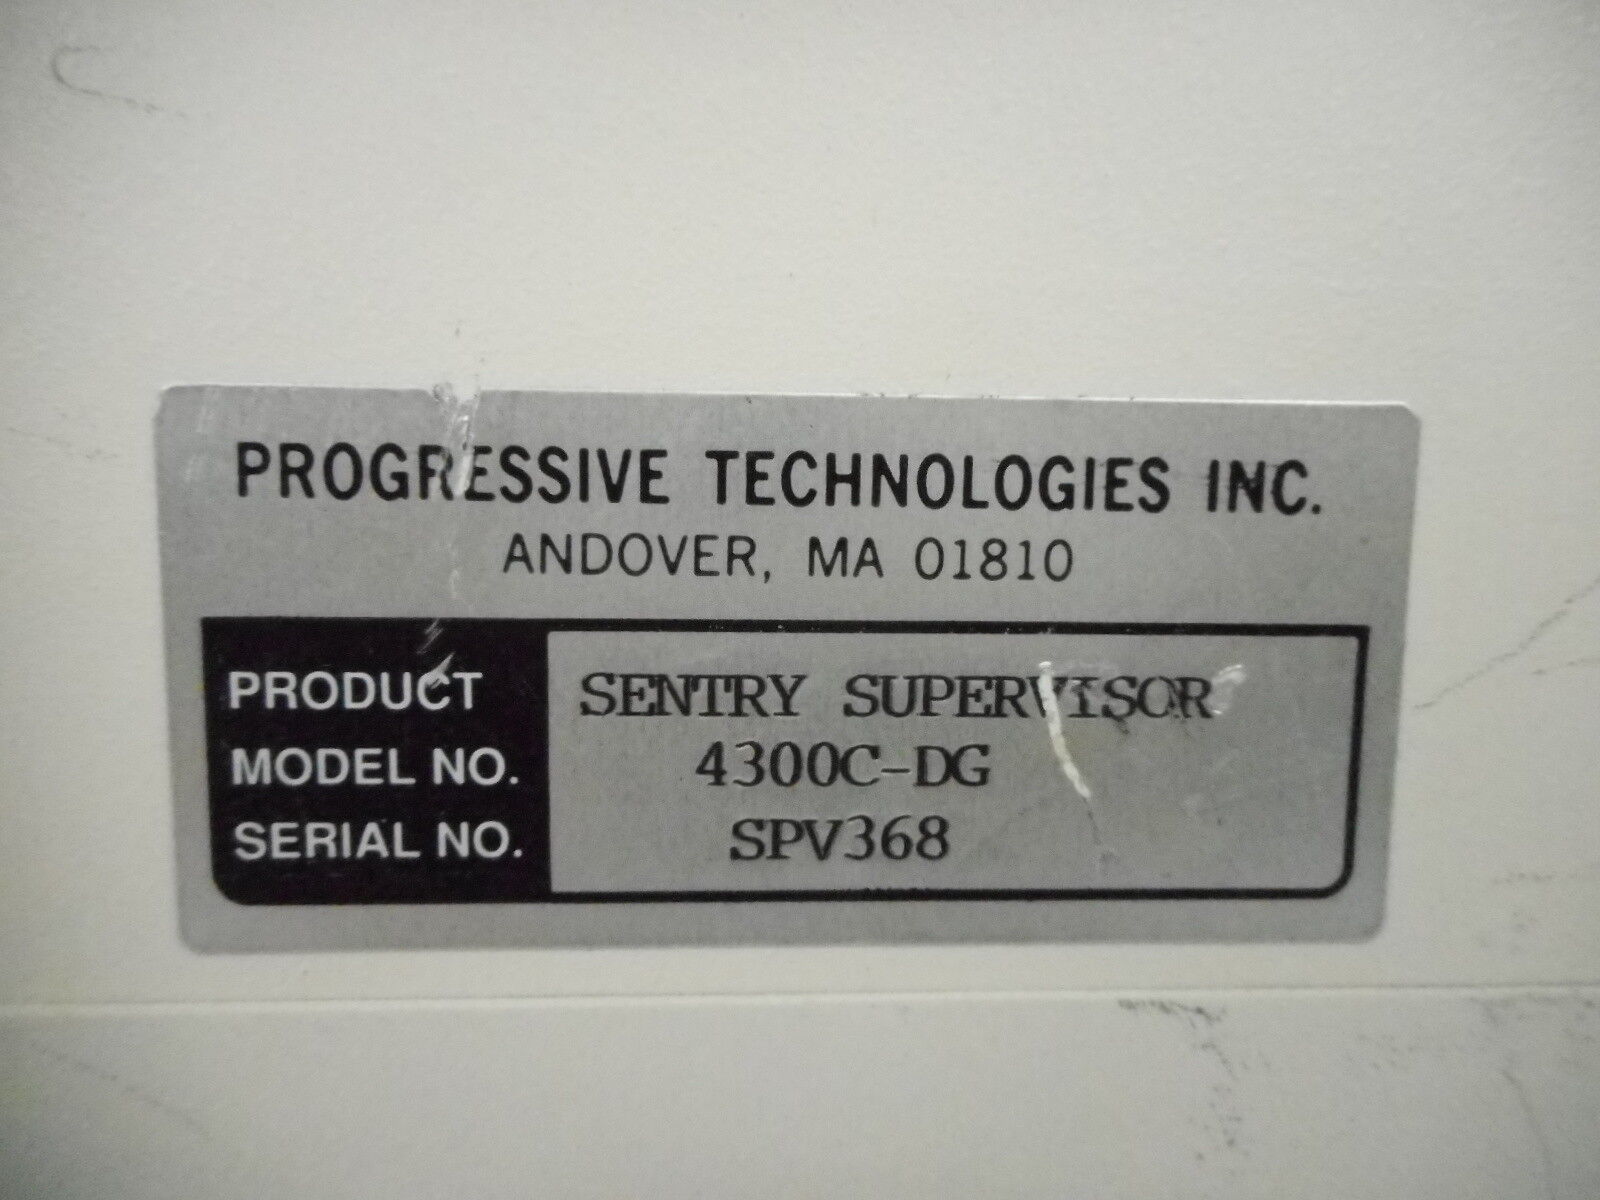 PROGRESSIVE TECHNOLOGIES INC.
ANDOVER, MA 01810
PRODUCT SENTRY SUPERVISOR
MODEL NO. 4300C-DG
SERIAL NO. SPV368